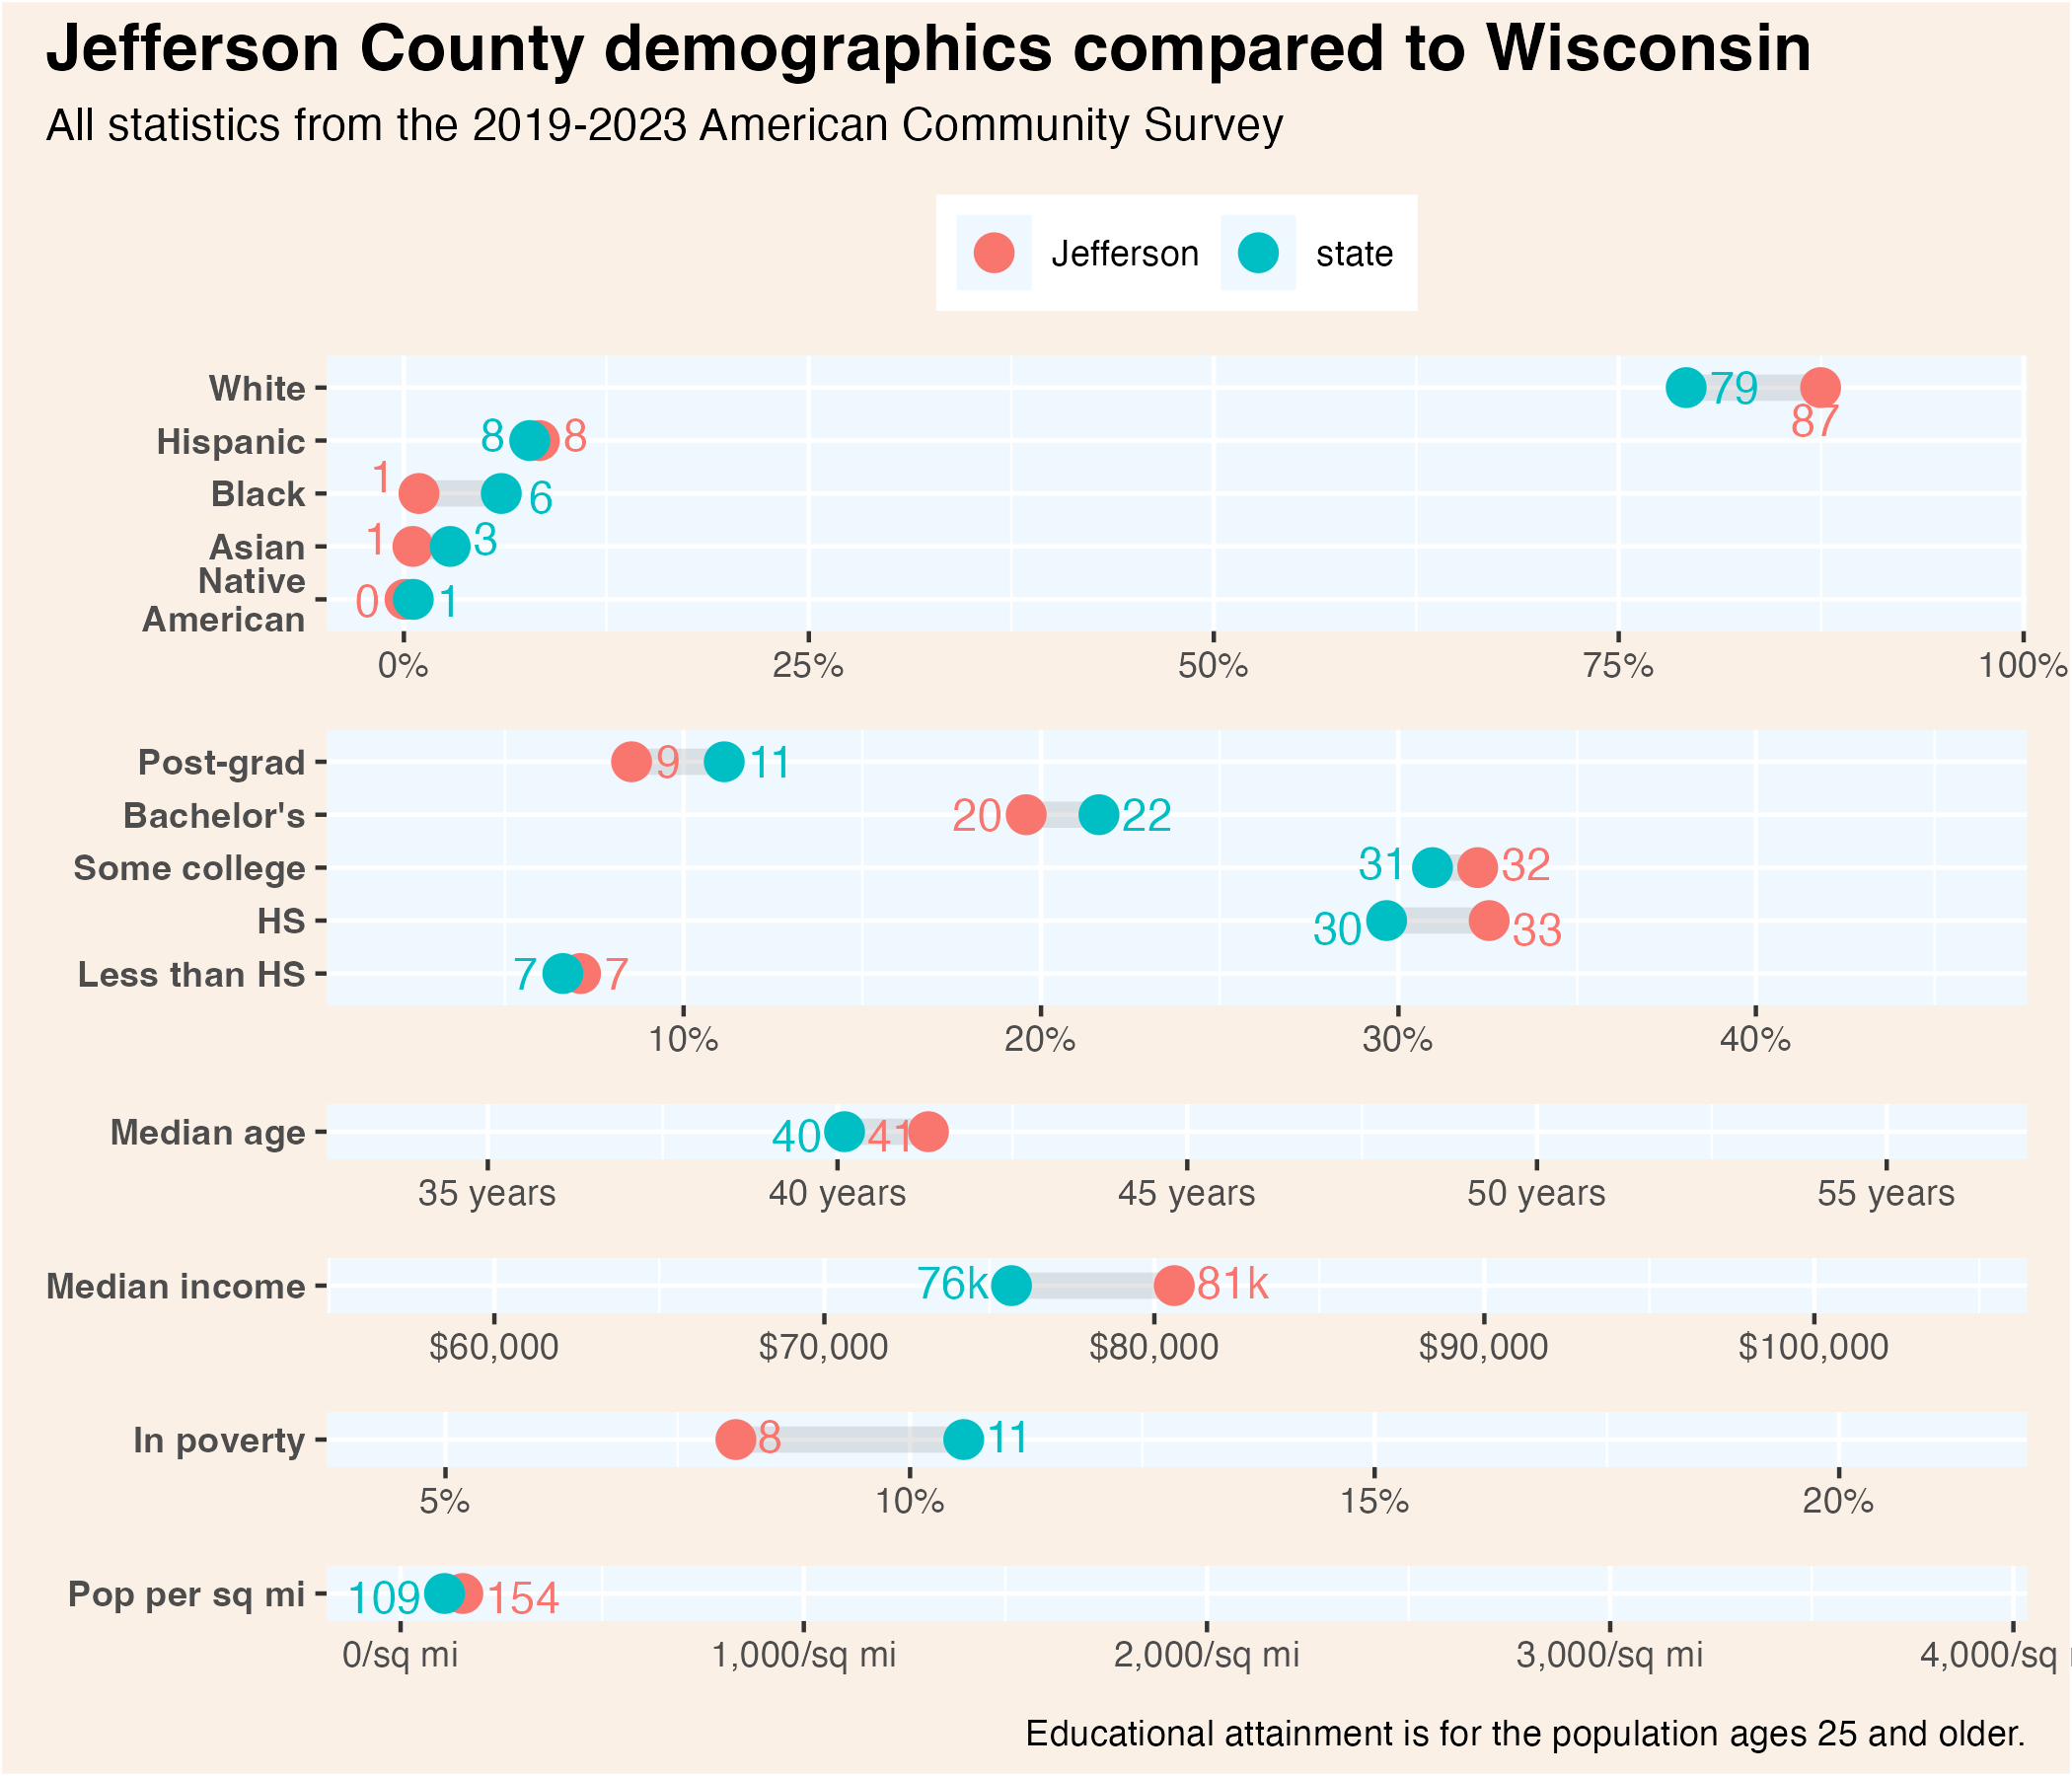 Jefferson County demographics compared to Wisconsin
All statistics from the 2019-2023 American Community Survey
Jefferson state
White 79 87
Hispanic 8 8
Black 1 6
Asian 1 3
Native American 0 1
0% 25% 50% 75% 100%
Post-grad 9 11
Bachelor's 20 22
Some college 31 32
HS 30 33
Less than HS 7 7
10% 20% 30% 40%
Median age 40 41
35 years 40 years 45 years 50 years 55 years
Median income 76k 81k
$60,000 $70,000 $80,000 $90,000 $100,000
In poverty 8 11
5% 10% 15% 20%
Pop per sq mi 109 154
0/sq mi 1,000/sq mi 2,000/sq mi 3,000/sq mi 4,000/sq
Educational attainment is for the population ages 25 and older.